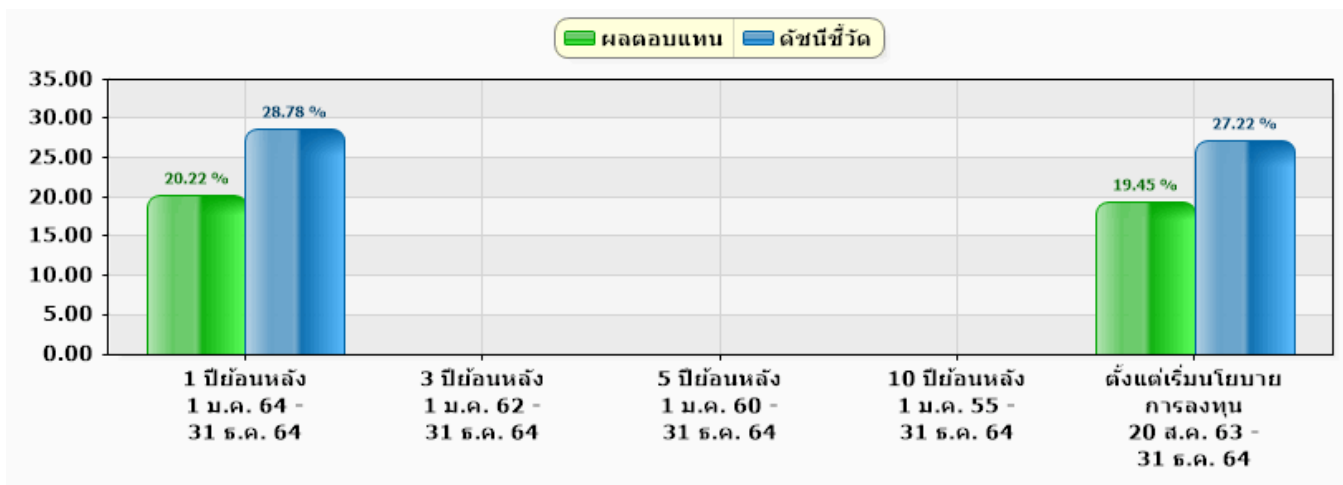 ผลตอบแทน ดัชนีชี้วัด
35.00
30.00
25.00
20.00
15.00
10.00
5.00
0.00
20.22 %
28.78 %
19.45 %
27.22 %
1 ปีย้อนหลัง
1 ม.ค. 64 -
31 ธ.ค. 64
3 ปีย้อนหลัง
1 ม.ค. 62 -
31 ธ.ค. 64
5 ปีย้อนหลัง
1 ม.ค. 60 -
31 ธ.ค. 64
10 ปีย้อนหลัง
1 ม.ค. 55 -
31 ธ.ค. 64
ตั้งแต่เริ่มนโยบาย
การลงทุน
20 ส.ค. 63 -
31 ธ.ค. 64